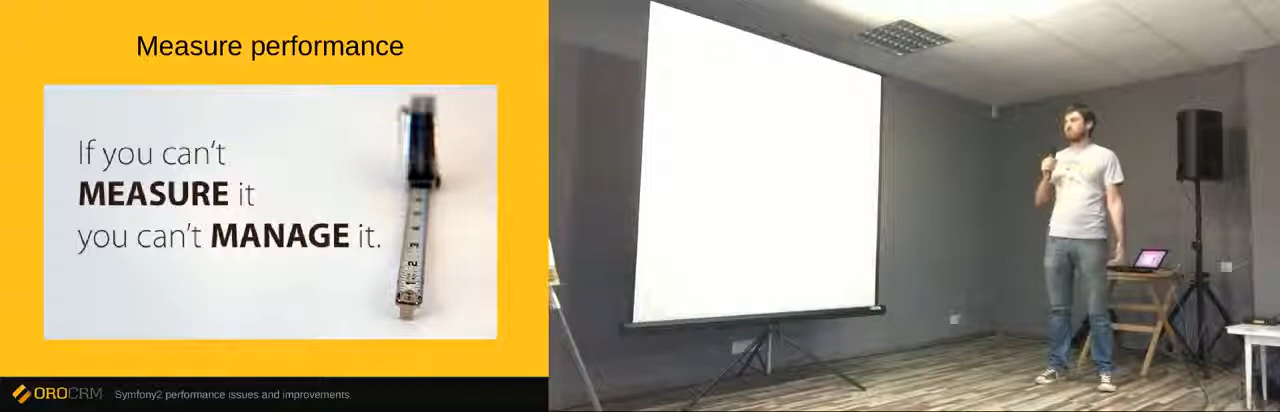 Measure performance
If you can't
MEASURE it
you can't MANAGE it.
OROCRM Symfony2 performance issues and improvements